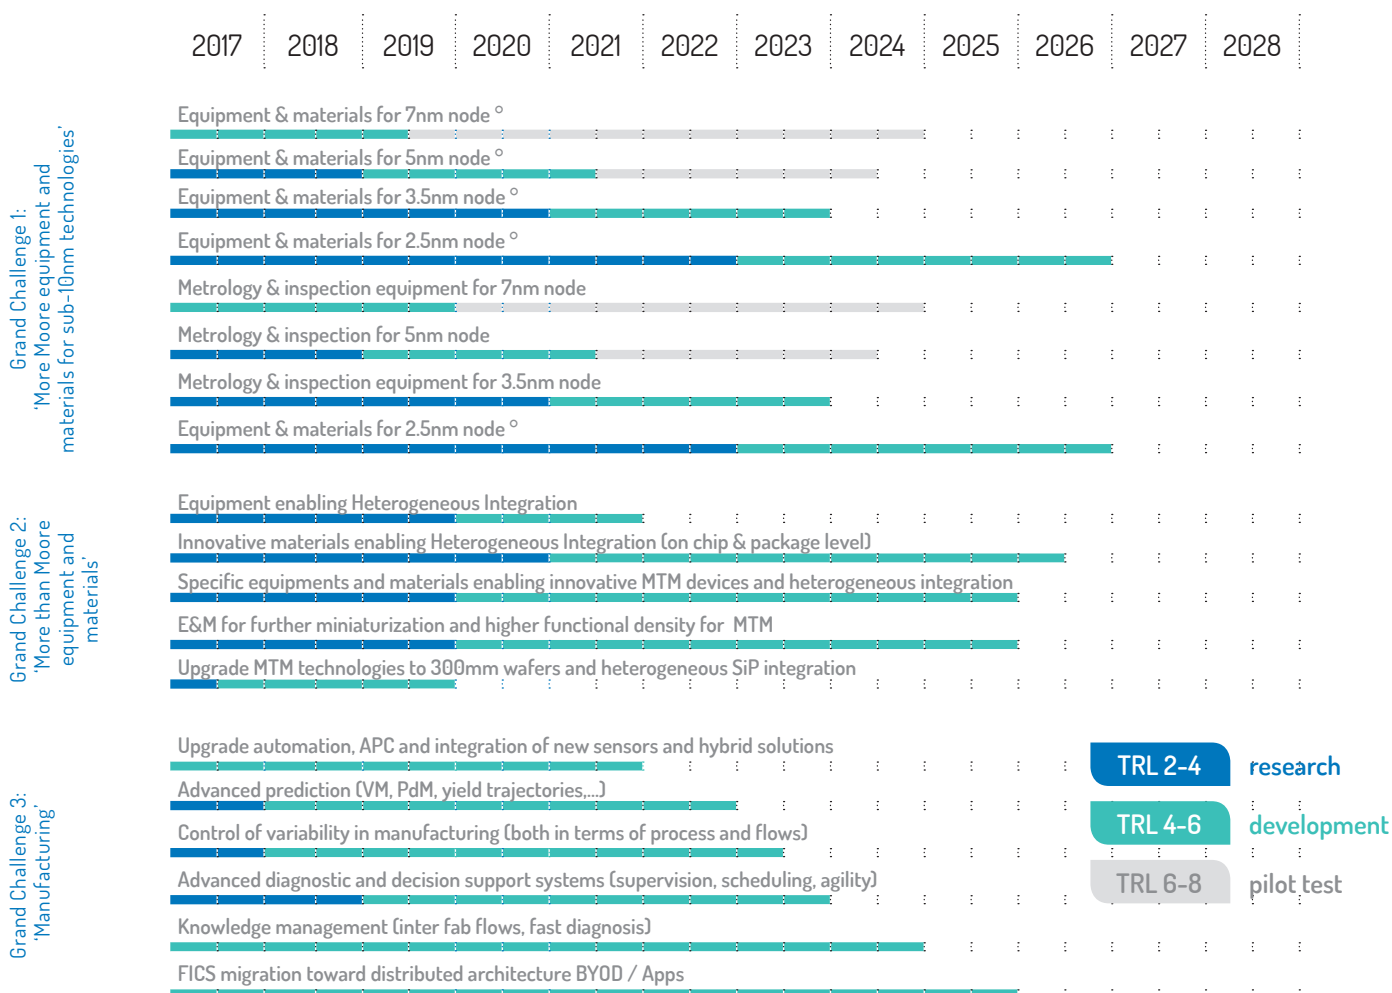 2017 2018 2019 2020 2021 2022 2023 2024 2025 2026 2027 2028
Grand Challenge 1:
'More Moore equipment and
materials for sub-10nm technologies'
Equipment & materials for 7nm node °
Equipment & materials for 5nm node °
Equipment & materials for 3.5nm node °
Equipment & materials for 2.5nm node °
Metrology & inspection equipment for 7nm node
Metrology & inspection for 5nm node
Metrology & inspection equipment for 3.5nm node
Equipment & materials for 2.5nm node °
Grand Challenge 2:
'More than Moore
equipment and
materials'
Equipment enabling Heterogeneous Integration
Innovative materials enabling Heterogeneous Integration (on chip & package level)
Specific equipments and materials enabling innovative MTM devices and heterogeneous integration
E&M for further miniaturization and higher functional density for MTM
Upgrade MTM technologies to 300mm wafers and heterogeneous SiP integration
Grand Challenge 3:
'Manufacturing'
Upgrade automation, APC and integration of new sensors and hybrid solutions
Advanced prediction (VM, PdM, yield trajectories,...)
Control of variability in manufacturing (both in terms of process and flows)
Advanced diagnostic and decision support systems (supervision, scheduling, agility)
Knowledge management (inter fab flows, fast diagnosis)
FICS migration toward distributed architecture BYOD / Apps
TRL 2-4 research
TRL 4-6 development
TRL 6-8 pilot test